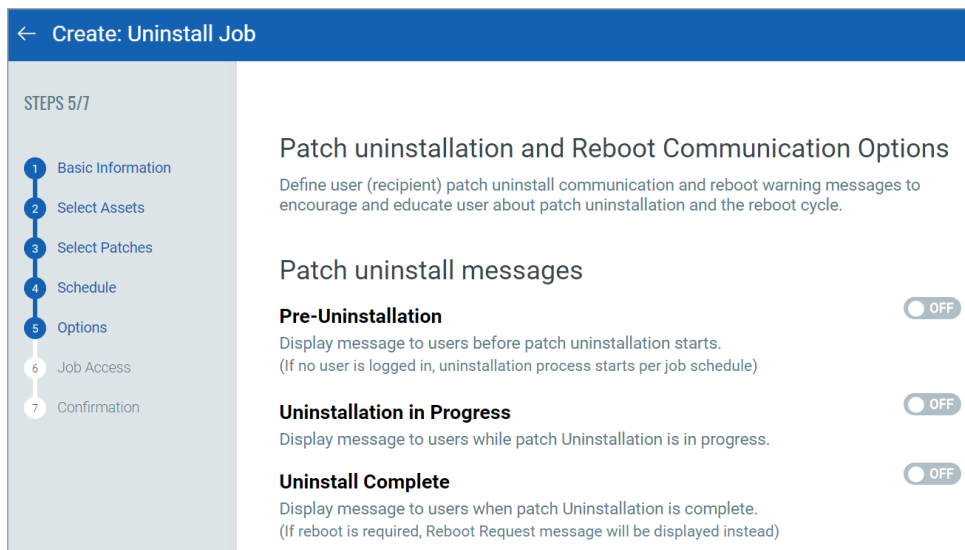 ← Create: Uninstall Job
STEPS 5/7
1 Basic Information
2 Select Assets
3 Select Patches
4 Schedule
5 Options
6 Job Access
7 Confirmation
Patch uninstallation and Reboot Communication Options
Define user (recipient) patch uninstall communication and reboot warning messages to
encourage and educate user about patch uninstallation and the reboot cycle.
Patch uninstall messages
Pre-Uninstallation OFF
Display message to users before patch uninstallation starts.
(If no user is logged in, uninstallation process starts per job schedule)
Uninstallation in Progress OFF
Display message to users while patch Uninstallation is in progress.
Uninstall Complete OFF
Display message to users when patch Uninstallation is complete.
(If reboot is required, Reboot Request message will be displayed instead)